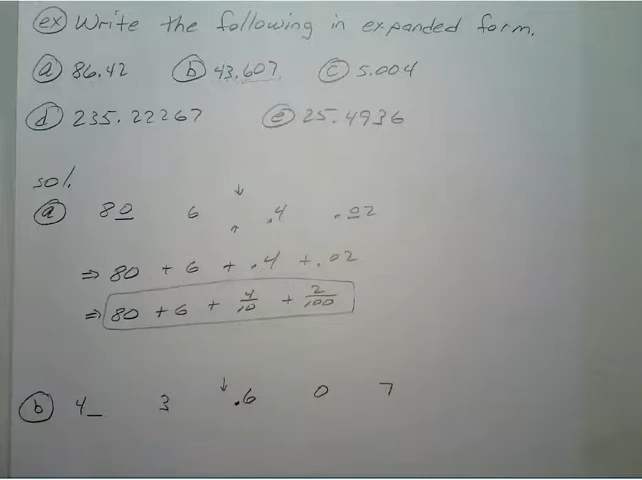 ex Write the following in expanded form.
a 86.42 b 43.607 c 5.004
d 235.22267 e 25.4936
sol.
a 80 6 ↓ ↑ .4 .02
⇒ 80 + 6 + .4 + .02
⇒ 80 + 6 + 4/10 + 2/100
b 4_ 3 ↓ .6 0 7